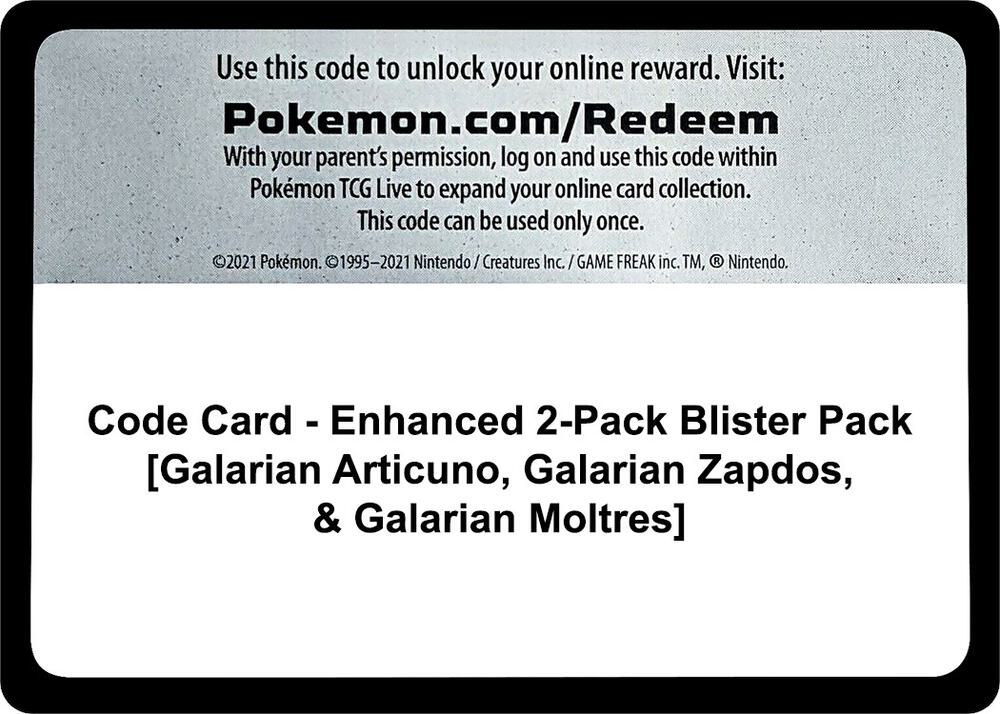 Use this code to unlock your online reward. Visit:
Pokemon.com/Redeem
With your parent's permission, log on and use this code within
Pokémon TCG Live to expand your online card collection.
This code can be used only once.
©2021 Pokémon. ©1995–2021 Nintendo / Creatures Inc. / GAME FREAK inc. TM, ® Nintendo.
Code Card - Enhanced 2-Pack Blister Pack
[Galarian Articuno, Galarian Zapdos,
& Galarian Moltres]